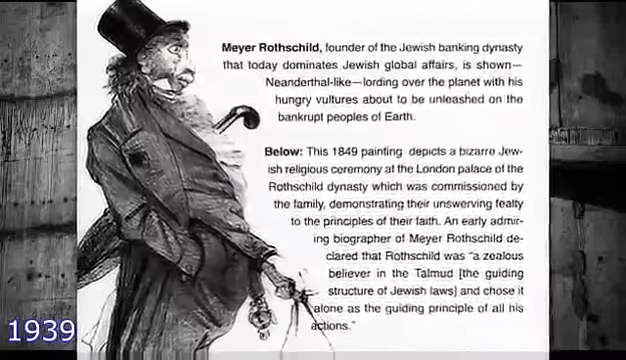 Meyer Rothschild, founder of the Jewish banking dynasty
that today dominates Jewish global affairs, is shown—
Neanderthal-like—lording over the planet with his
hungry vultures about to be unleashed on the
bankrupt peoples of Earth.
Below: This 1849 painting depicts a bizarre Jew-
ish religious ceremony at the London palace of the
Rothschild dynasty which was commissioned by
the family, demonstrating their unswerving fealty
to the principles of their faith. An early admir-
ing biographer of Meyer Rothschild de-
clared that Rothschild was "a zealous
believer in the Talmud [the guiding
structure of Jewish laws] and chose it
alone as the guiding principle of all his
actions."
1939